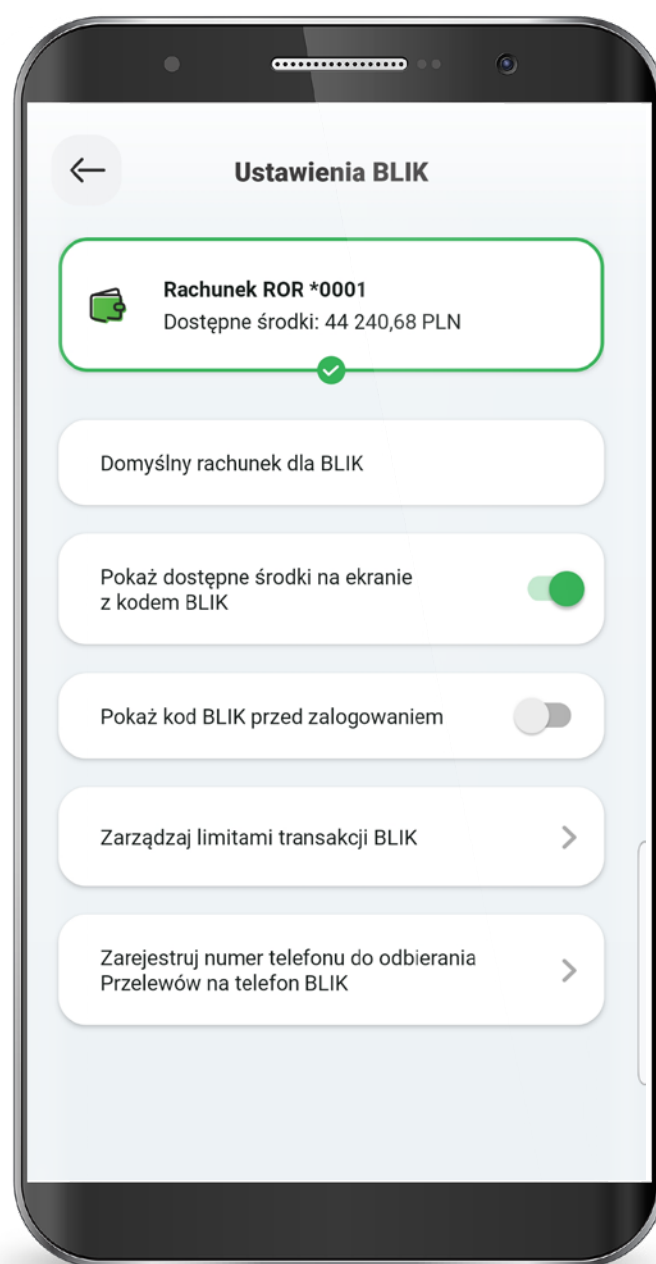 Ustawienia BLIK
Rachunek ROR *0001
Dostępne środki: 44 240,68 PLN
Domyślny rachunek dla BLIK
Pokaż dostępne środki na ekranie
z kodem BLIK
Pokaż kod BLIK przed zalogowaniem
Zarządzaj limitami transakcji BLIK
Zarejestruj numer telefonu do odbierania
Przelewów na telefon BLIK